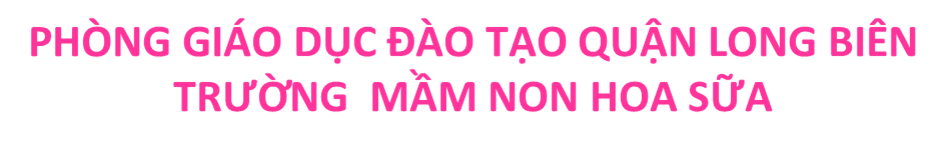 PHÒNG GIÁO DỤC ĐÀO TẠO QUẬN LONG BIÊN
TRƯỜNG MẦM NON HOA SỮA